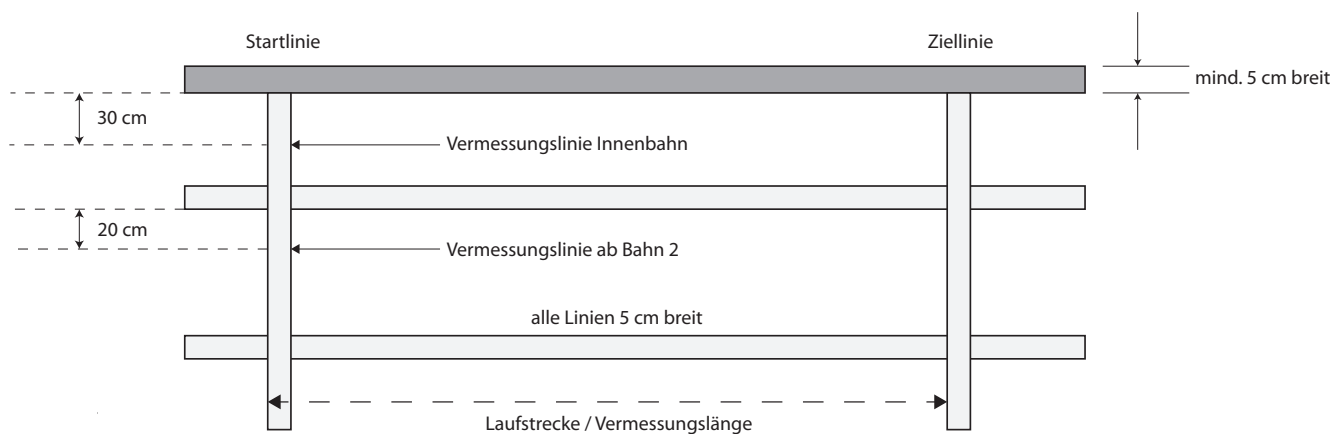 Startlinie
Ziellinie
mind. 5 cm breit
30 cm
Vermessungslinie Innenbahn
20 cm
Vermessungslinie ab Bahn 2
alle Linien 5 cm breit
Laufstrecke / Vermessungslänge